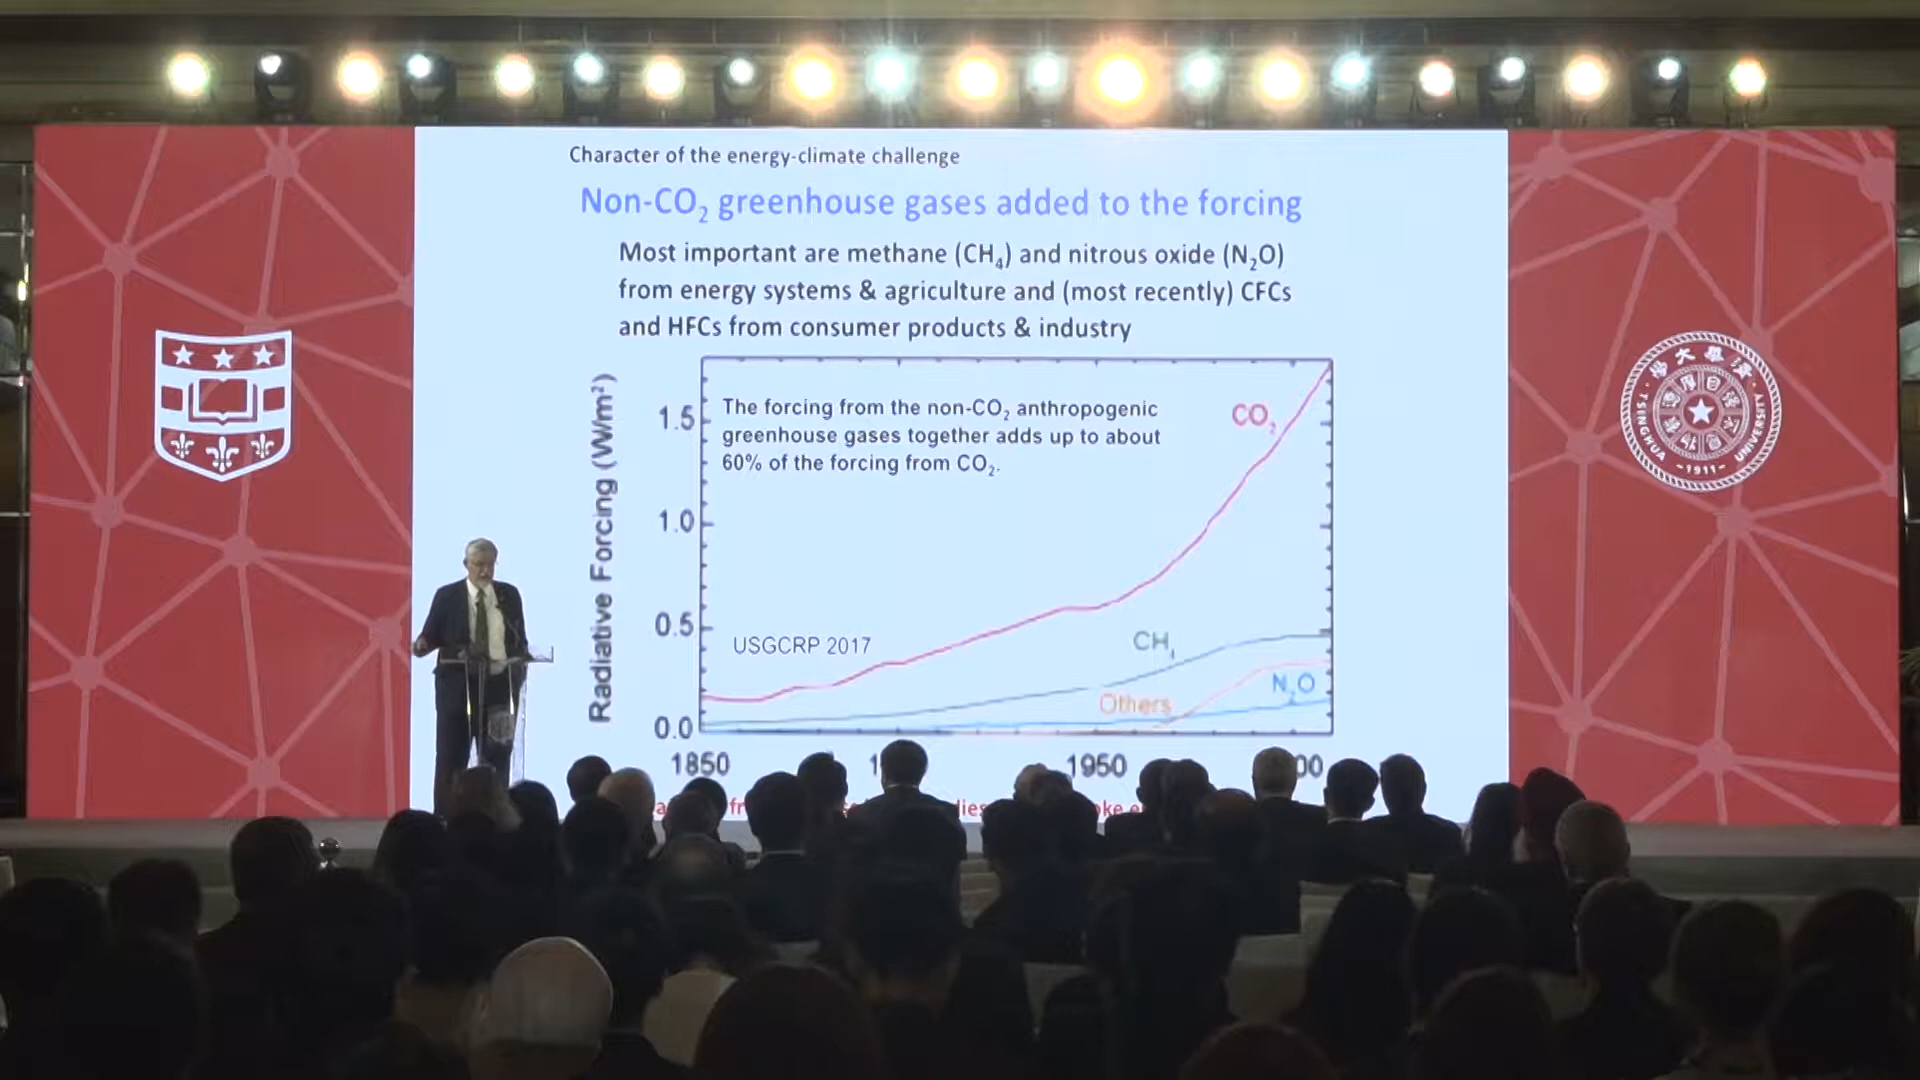 Character of the energy-climate challenge
Non-CO₂ greenhouse gases added to the forcing
Most important are methane (CH₄) and nitrous oxide (N₂O)
from energy systems & agriculture and (most recently) CFCs
and HFCs from consumer products & industry
Radiative Forcing (W/m²)
The forcing from the non-CO₂ anthropogenic
greenhouse gases together adds up to about
60% of the forcing from CO₂.
CO₂
1.5
1.0
0.5
0.0
USGCRP 2017
CH₄
Others
N₂O
1850
1950
大學
TSINGHUA UNIVERSITY
-1911-